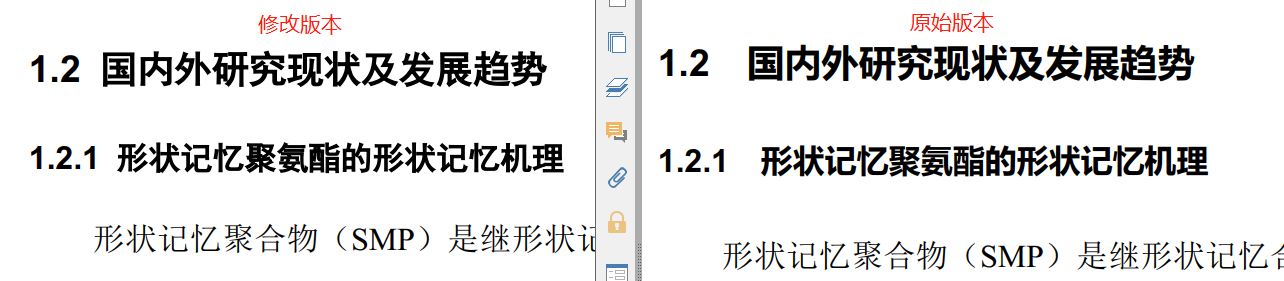 修改版本
1.2 国内外研究现状及发展趋势
1.2.1 形状记忆聚氨酯的形状记忆机理
形状记忆聚合物（SMP）是继形状记
原始版本
1.2 国内外研究现状及发展趋势
1.2.1 形状记忆聚氨酯的形状记忆机理
形状记忆聚合物（SMP）是继形状记忆合